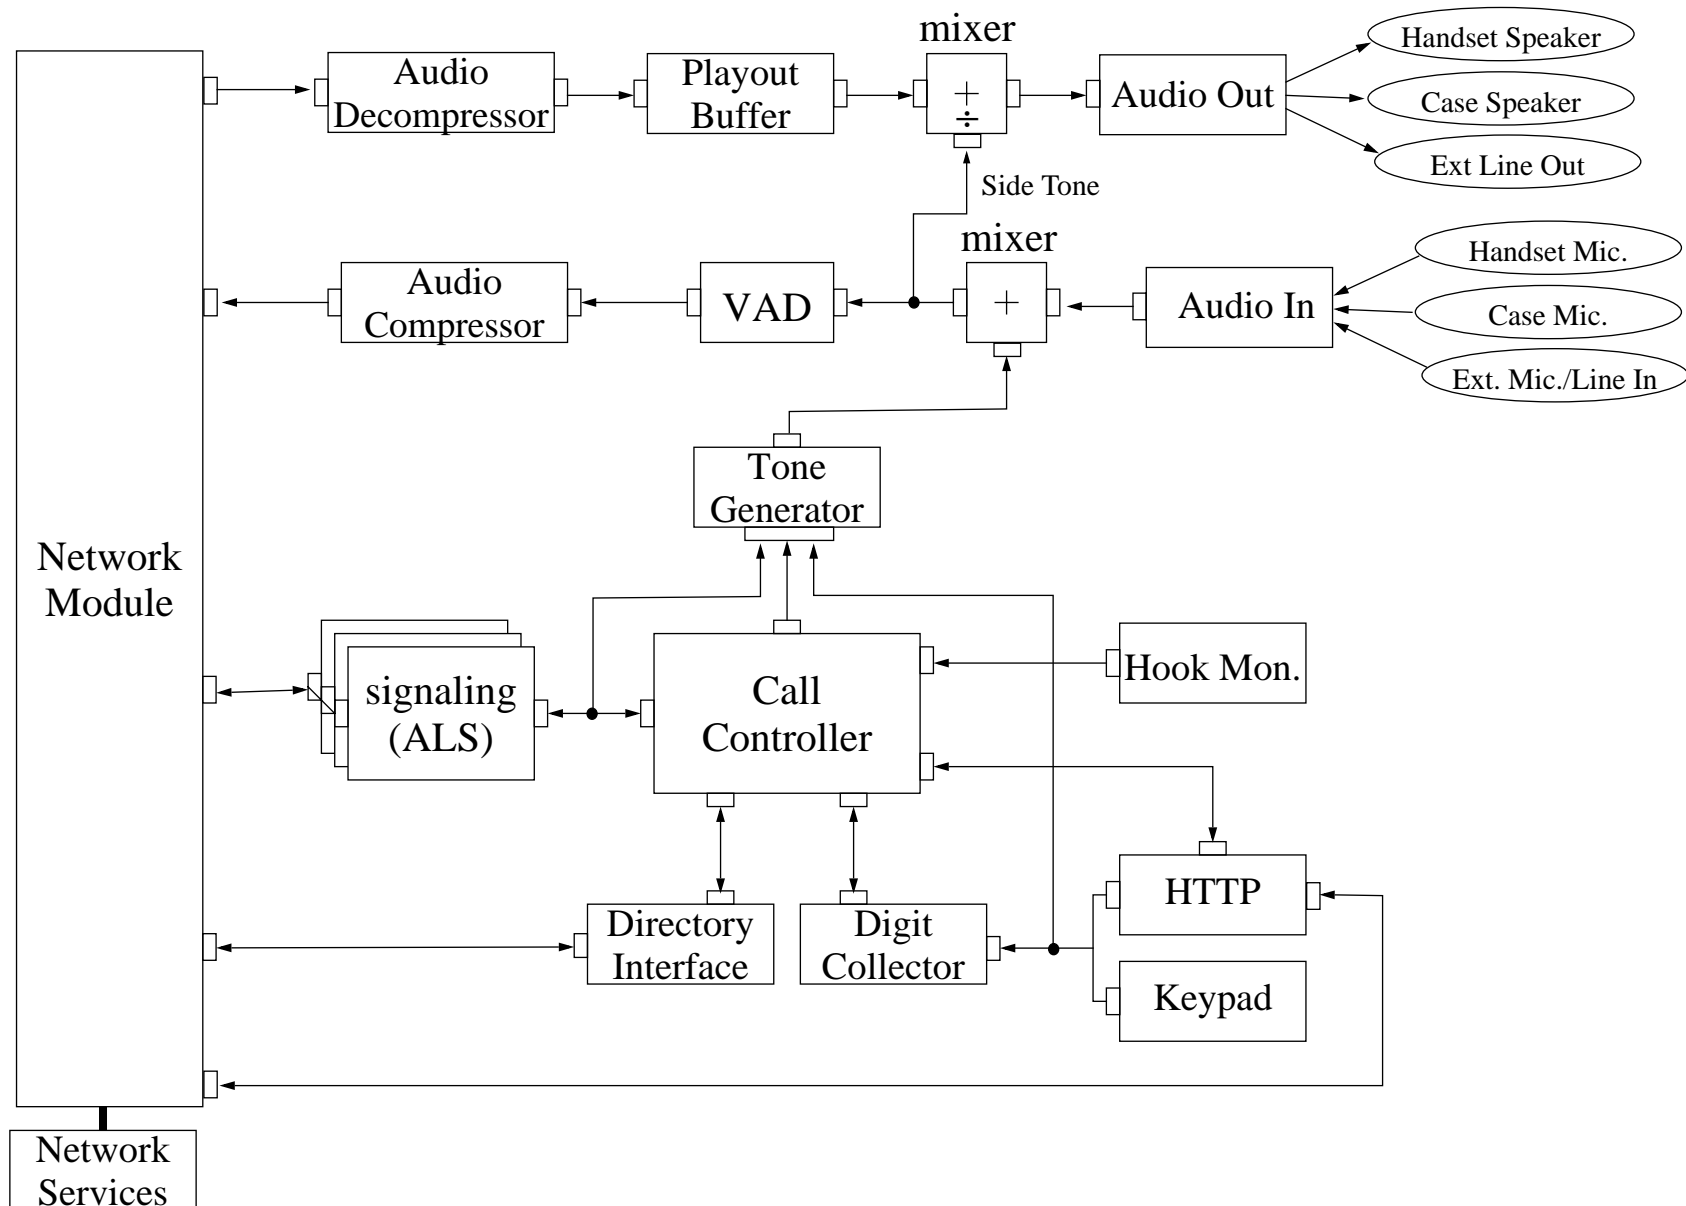 mixer
Audio
Decompressor
Playout
Buffer
+
÷
Audio Out
Handset Speaker
Case Speaker
Ext Line Out
Side Tone
mixer
Audio
Compressor
VAD
+
Audio In
Handset Mic.
Case Mic.
Ext. Mic./Line In
Tone
Generator
Network
Module
signaling
(ALS)
Call
Controller
Hook Mon.
HTTP
Directory
Interface
Digit
Collector
Keypad
Network
Services